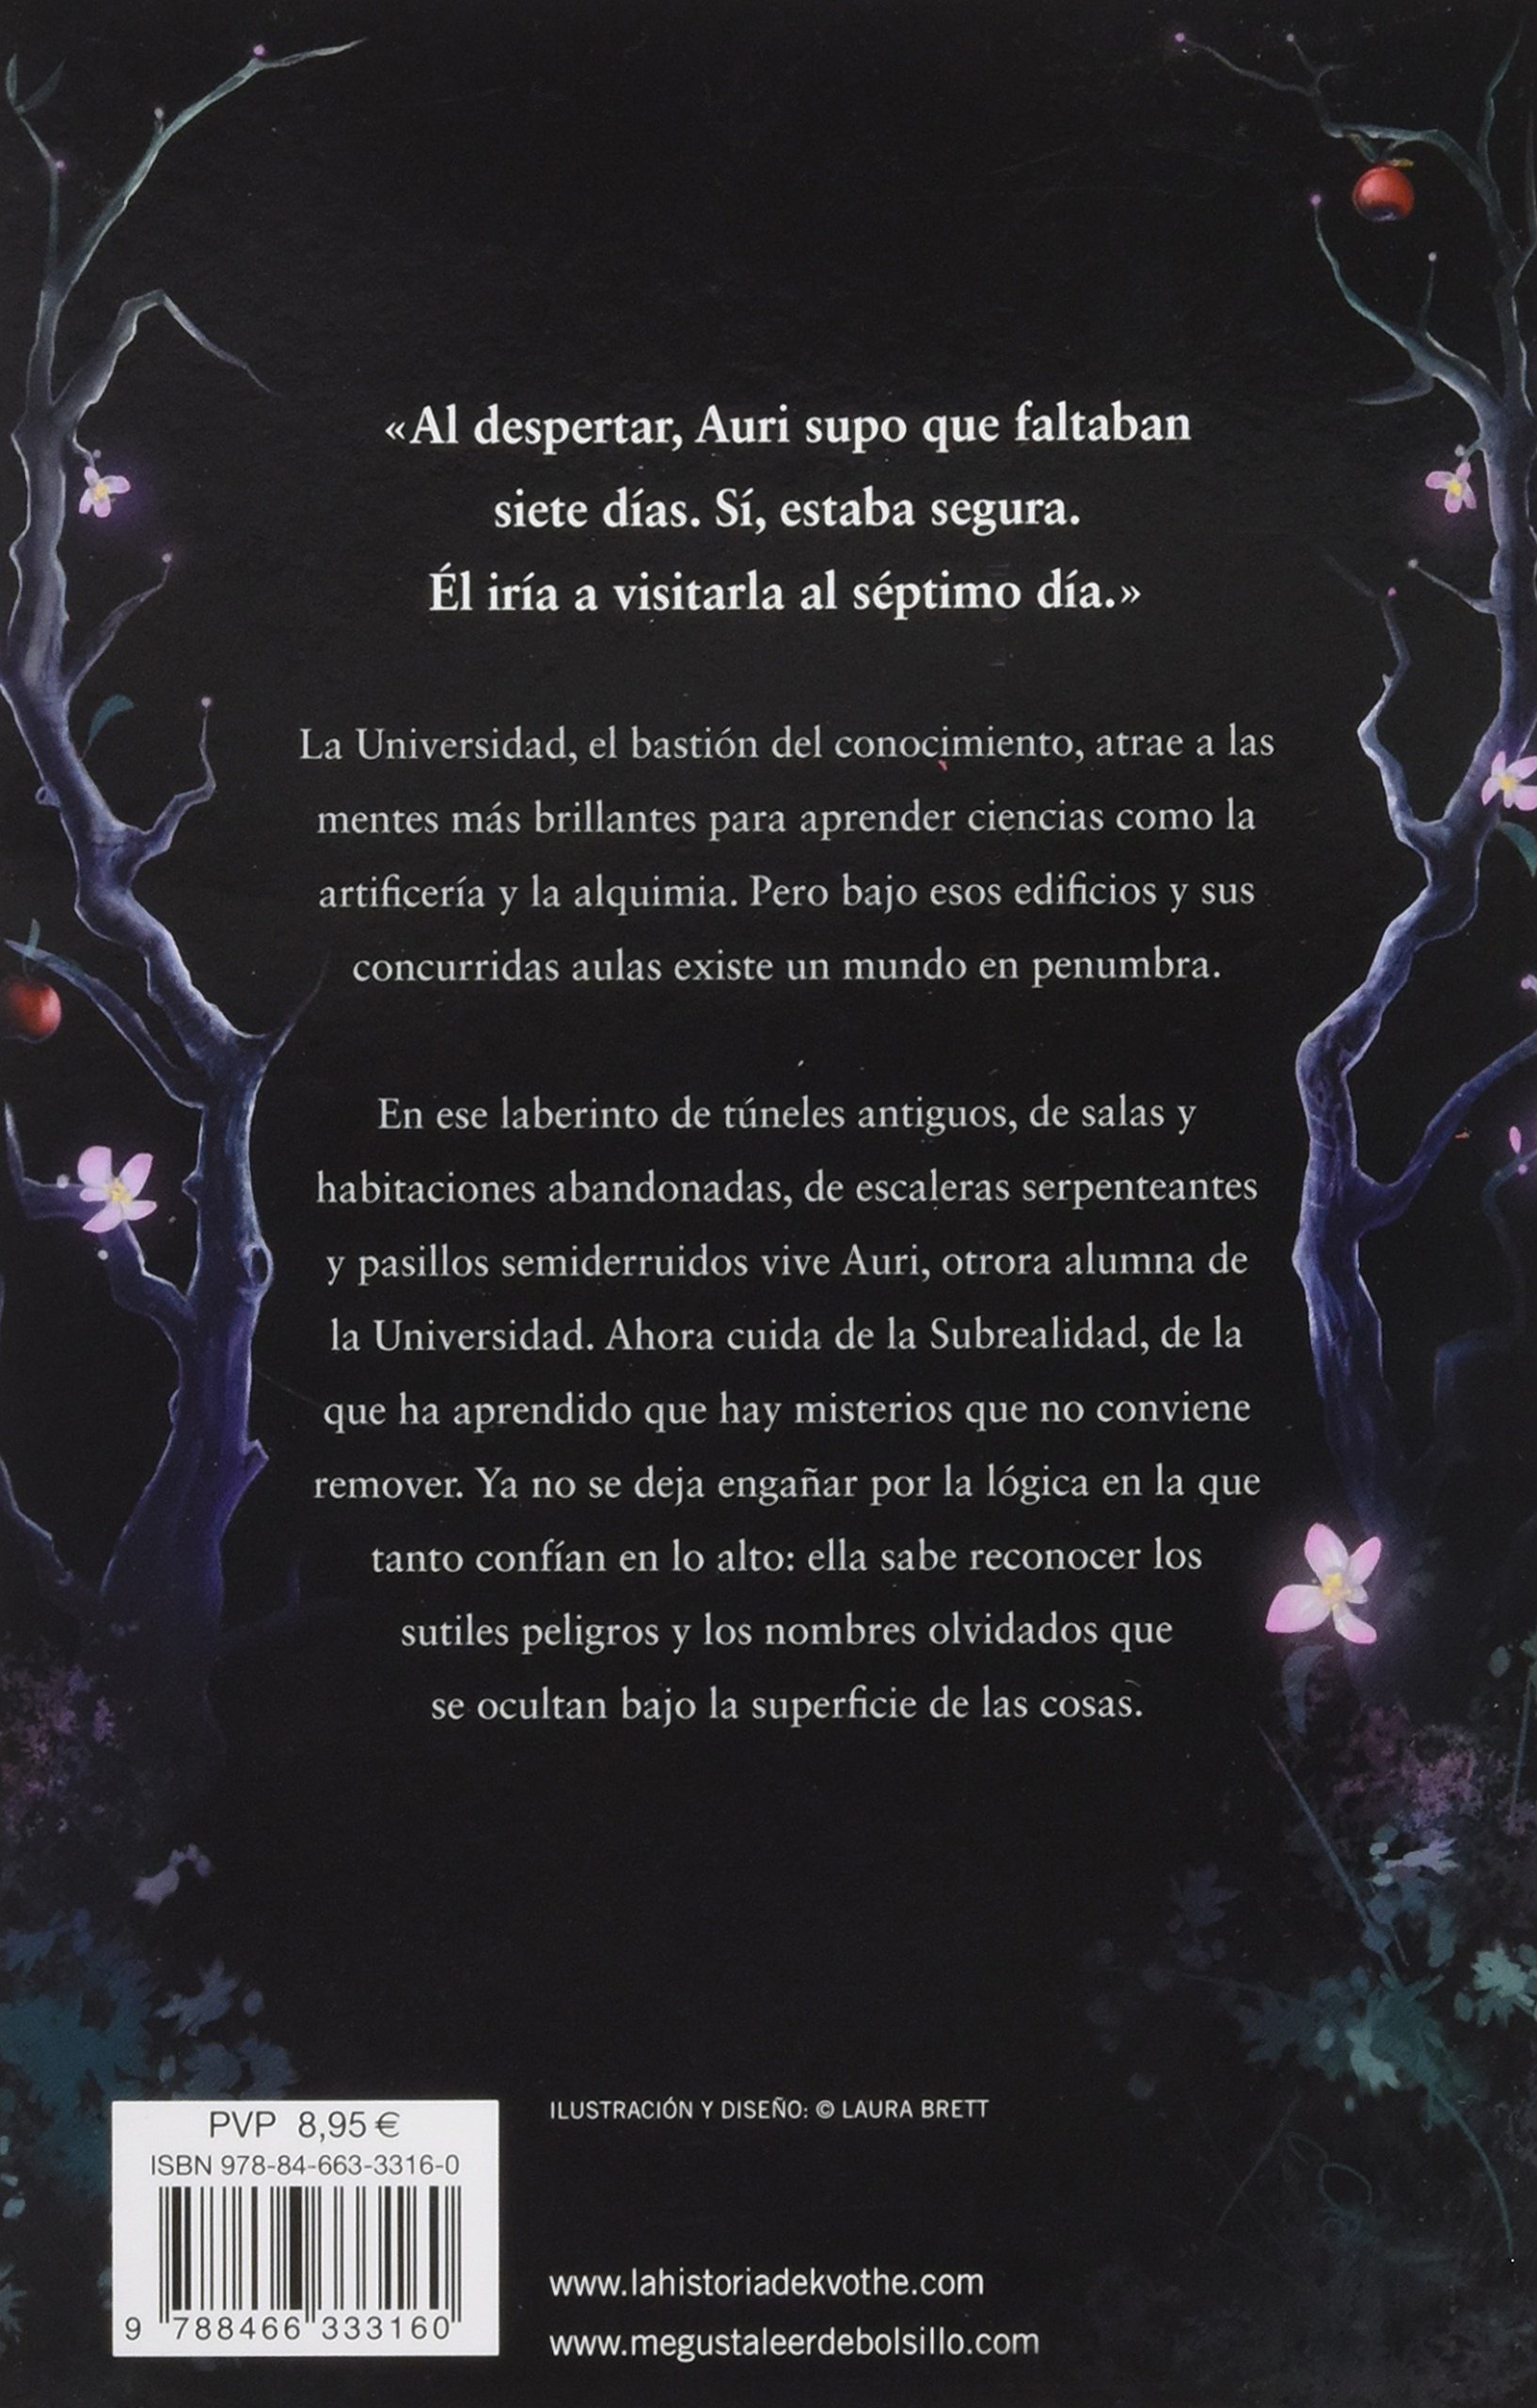 «Al despertar, Auri supo que faltaban
siete días. Sí, estaba segura.
Él iría a visitarla al séptimo día.»
La Universidad, el bastión del conocimiento, atrae a las
mentes más brillantes para aprender ciencias como la
artificería y la alquimia. Pero bajo esos edificios y sus
concurridas aulas existe un mundo en penumbra.
En ese laberinto de túneles antiguos, de salas y
habitaciones abandonadas, de escaleras serpenteantes
y pasillos semiderruidos vive Auri, otrora alumna de
la Universidad. Ahora cuida de la Subrealidad, de la
que ha aprendido que hay misterios que no conviene
remover. Ya no se deja engañar por la lógica en la que
tanto confían en lo alto: ella sabe reconocer los
sutiles peligros y los nombres olvidados que
se ocultan bajo la superficie de las cosas.
PVP 8,95 €
ISBN 978-84-663-3316-0
9 788466 333160
ILUSTRACIÓN Y DISEÑO: © LAURA BRETT
www.lahistoriadekvothe.com
www.megustaleerdebolsillo.com